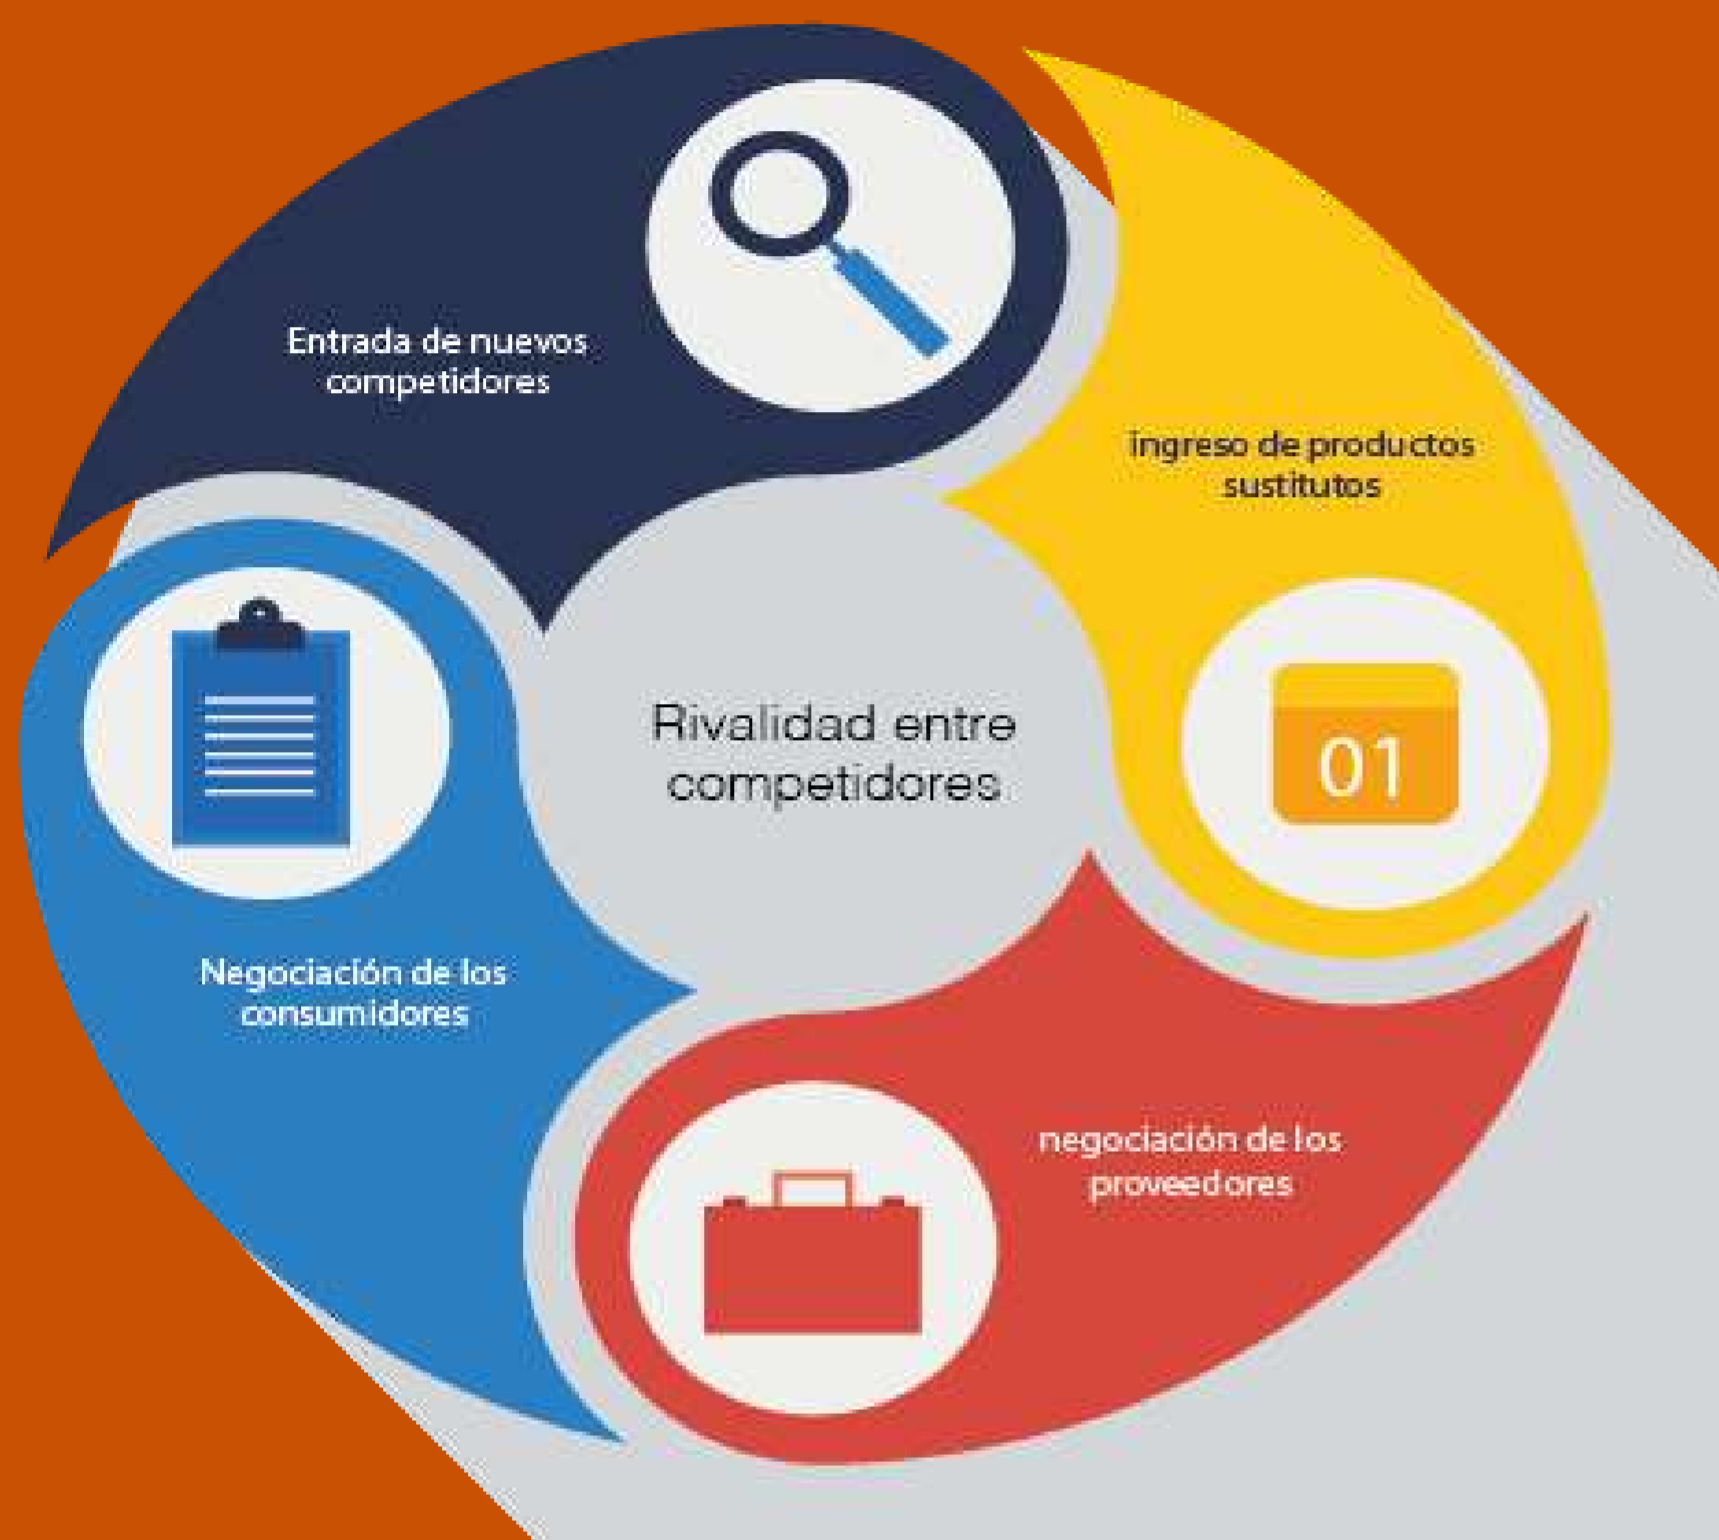 Entrada de nuevos
competidores
ingreso de productos
sustitutos
01
Rivalidad entre
competidores
Negociación de los
consumidores
negociación de los
proveedores